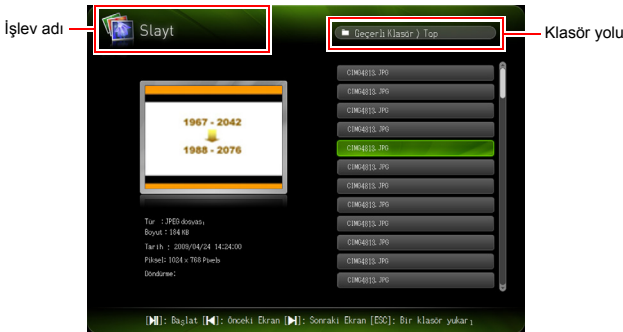 İşlev adı
Slayt
Geçerli Klasör ) Top
Klasör yolu
CIMG4813.JPG
CIMG4813.JPG
CIMG4813.JPG
CIMG4813.JPG
CIMG4813.JPG
CIMG4813.JPG
CIMG4813.JPG
CIMG4813.JPG
CIMG4813.JPG
CIMG4813.JPG
CIMG4813.JPG
CIMG4813.JPG
1967 - 2042
1988 - 2076
Tür : JPEG dosyası
Boyut : 184 KB
Tarih : 2009/04/24 14:24:00
Piksel: 1024 x 768 Pixels
Döndürme:
[▶II]: Başlat [I◀]: Önceki Ekran [▶I]: Sonraki Ekran [ESC]: Bir klasör yukarı